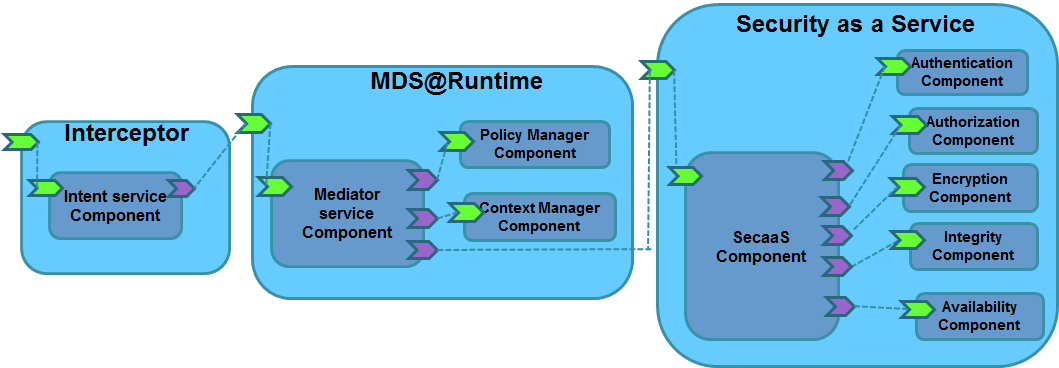 Interceptor
Intent service
Component
MDS@Runtime
Mediator
service
Component
Policy Manager
Component
Context Manager
Component
Security as a Service
SecaaS
Component
Authentication
Component
Authorization
Component
Encryption
Component
Integrity
Component
Availability
Component